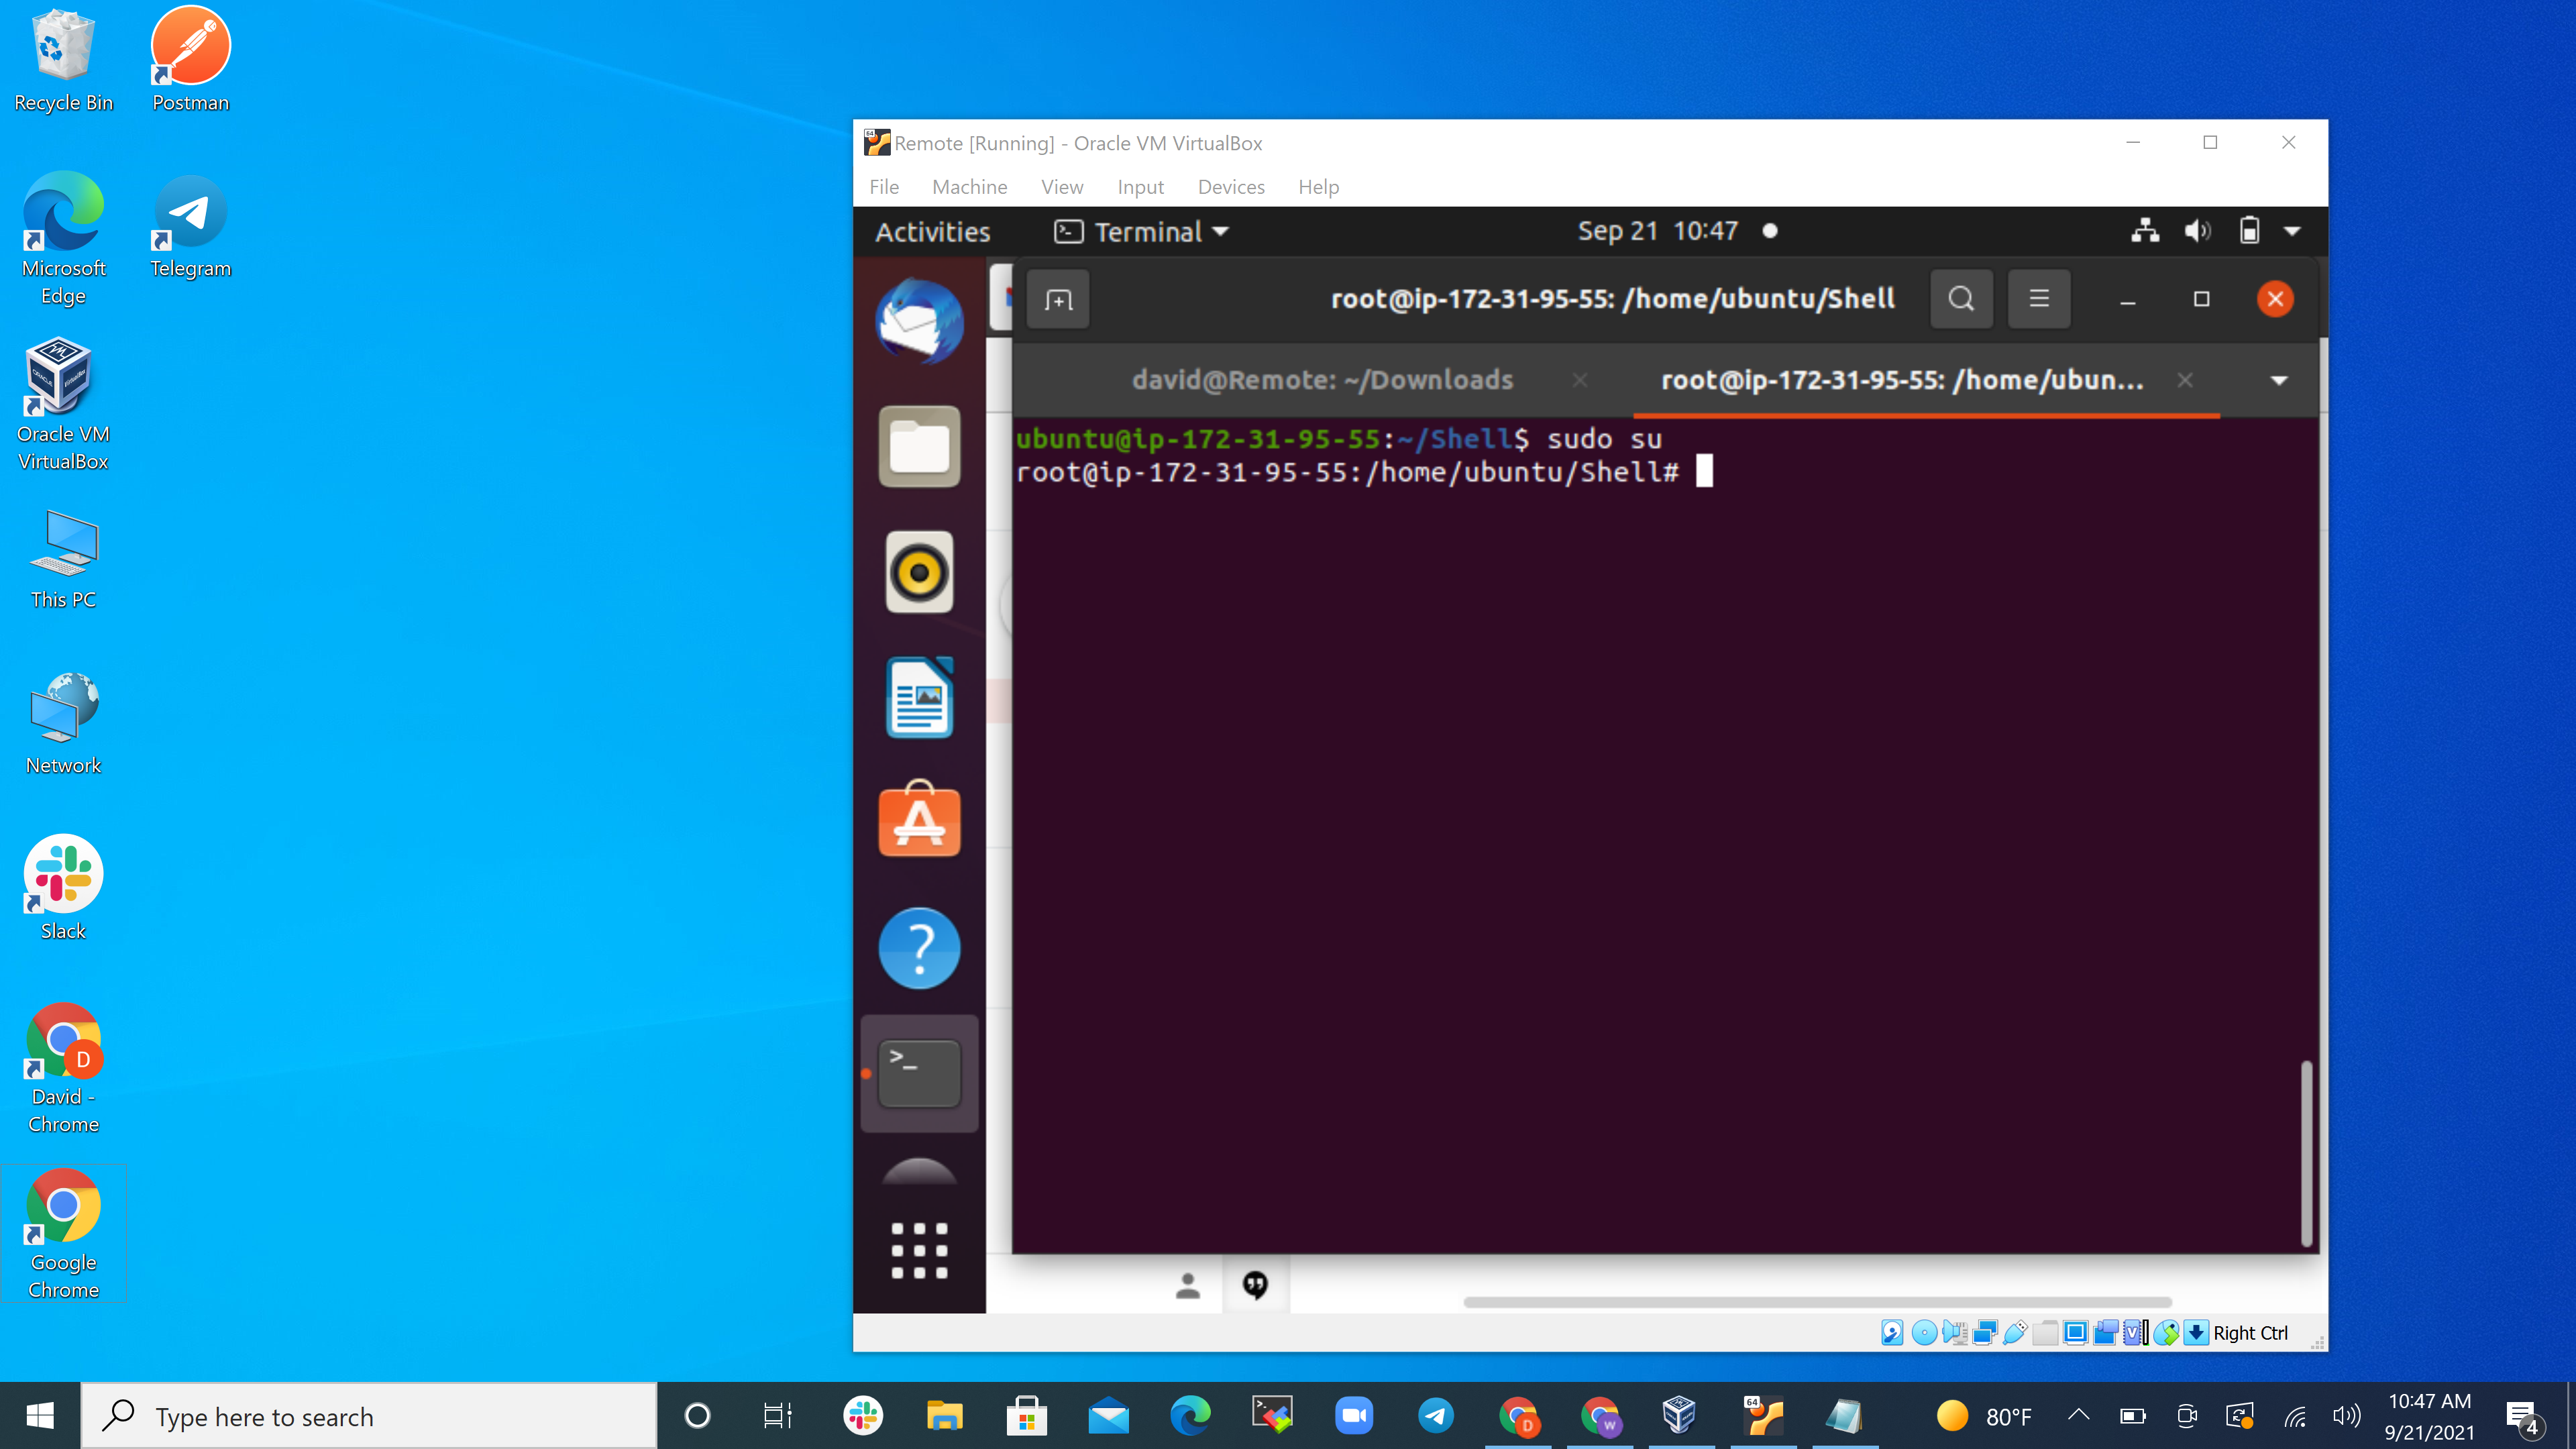 Recycle Bin
Postman
Microsoft
Edge
Telegram
Oracle VM
VirtualBox
This PC
Network
Slack
D
David -
Chrome
Google
Chrome
64
Remote [Running] - Oracle VM VirtualBox
File Machine View Input Devices Help
Activities Terminal Sep 21 10:47
root@ip-172-31-95-55: /home/ubuntu/Shell
david@Remote: ~/Downloads
root@ip-172-31-95-55: /home/ubun...
ubuntu@ip-172-31-95-55:~/Shell$ sudo su
root@ip-172-31-95-55:/home/ubuntu/Shell#
Right Ctrl
Type here to search
D
W
64
80°F
10:47 AM
9/21/2021
4